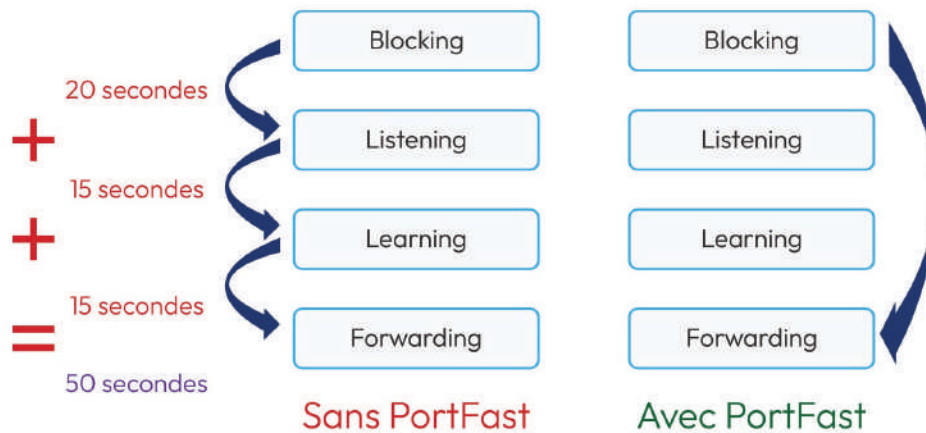 Blocking
Blocking
20 secondes
+
Listening
Listening
15 secondes
+
Learning
Learning
15 secondes
=
Forwarding
Forwarding
50 secondes
Sans PortFast
Avec PortFast